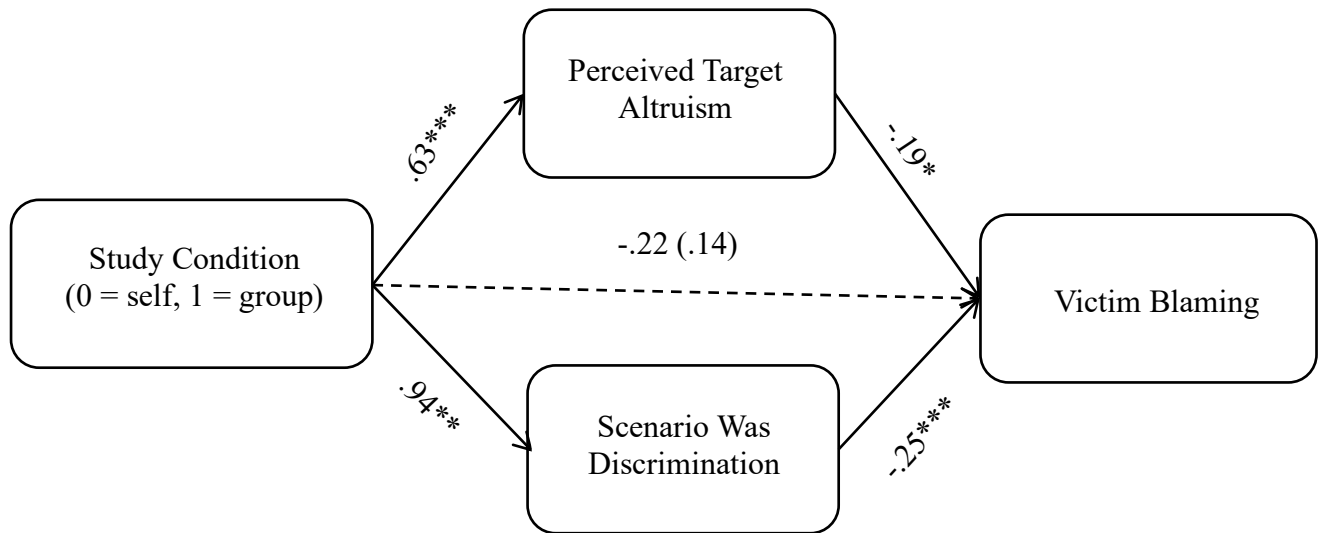 Perceived Target
Altruism
.63***
-.19*
-.22 (.14)
Study Condition
(0 = self, 1 = group)
Victim Blaming
.94**
Scenario Was
Discrimination
-.25***